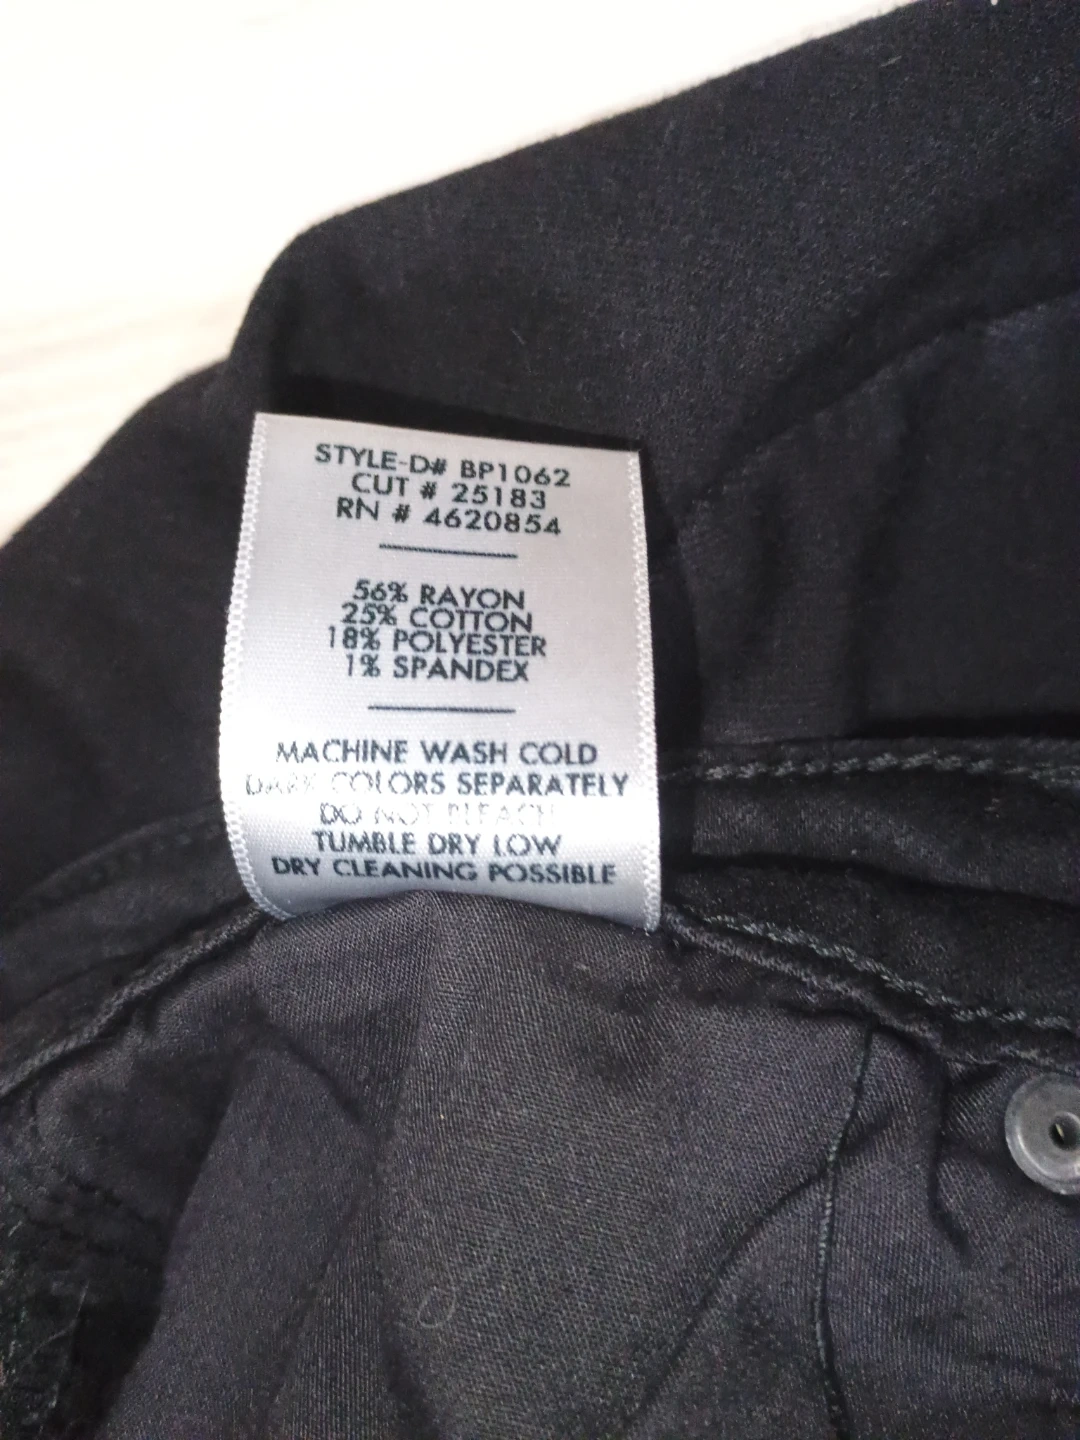 STYLE-D# BP1062
CUT # 25183
RN # 4620854
56% RAYON
25% COTTON
18% POLYESTER
1% SPANDEX
MACHINE WASH COLD
DARK COLORS SEPARATELY
DO NOT BLEACH
TUMBLE DRY LOW
DRY CLEANING POSSIBLE